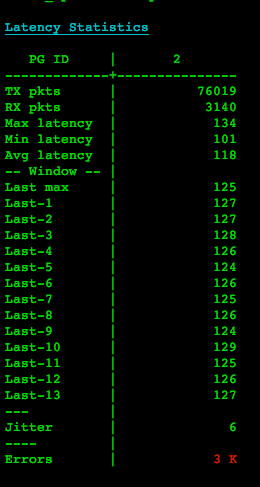 Latency Statistics
PG ID | 2
-------------+---------------
TX pkts | 76019
RX pkts | 3140
Max latency | 134
Min latency | 101
Avg latency | 118
-- Window -- |
Last max | 125
Last-1 | 127
Last-2 | 127
Last-3 | 128
Last-4 | 126
Last-5 | 124
Last-6 | 126
Last-7 | 125
Last-8 | 126
Last-9 | 124
Last-10 | 129
Last-11 | 125
Last-12 | 126
Last-13 | 127
--- |
Jitter | 6
---- |
Errors | 3 K